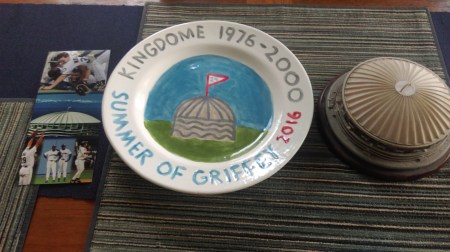 KINGDOME 1976-2000
SUMMER OF GRIFFEY 2016